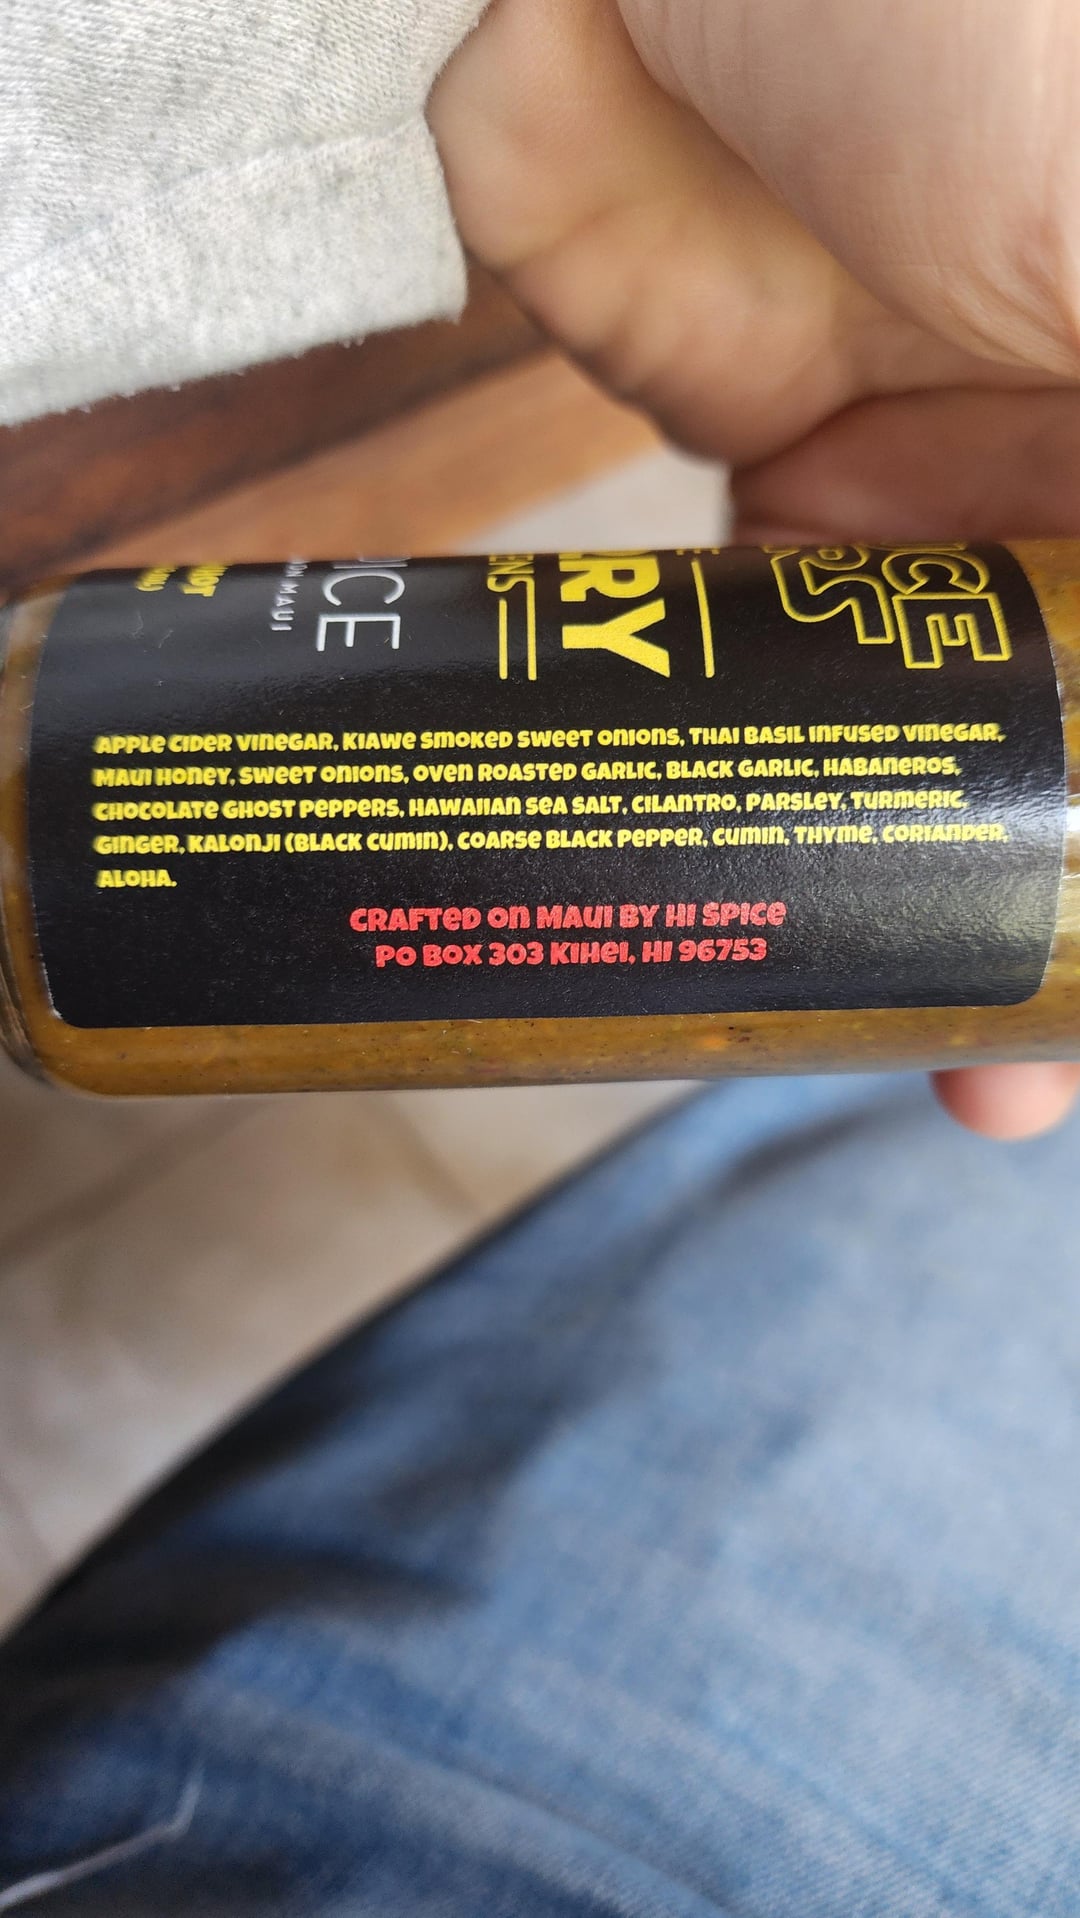 APPLE CIDER VINEGAR, KIAWE SMOKED SWEET ONIONS, THAI BASIL INFUSED VINEGAR,
MAUI HONEY, SWEET ONIONS, OVEN ROASTED GARLIC, BLACK GARLIC, HABANEROS,
CHOCOLATE GHOST PEPPERS, HAWAIIAN SEA SALT, CILANTRO, PARSLEY, TURMERIC,
GINGER, KALONJI (BLACK CUMIN), COARSE BLACK PEPPER, CUMIN, THYME, CORIANDER,
ALOHA.
CRAFTED ON MAUI BY HI SPICE
PO BOX 303 KIHEI, HI 96753
ON MAUI